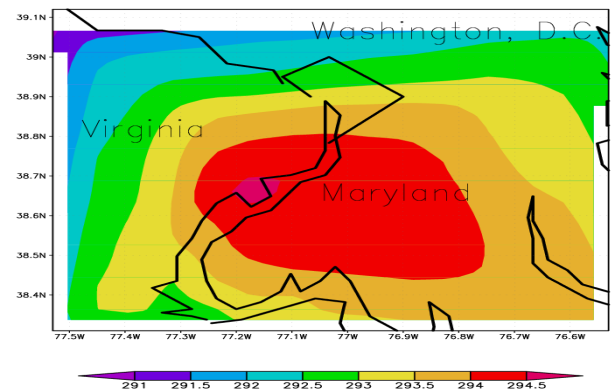 39.1N
Washington, D.C.
39N
38.9N
Virginia
38.8N
38.7N
Maryland
38.6N
38.5N
38.4N
77.5W 77.4W 77.3W 77.2W 77.1W 77W 76.9W 76.8W 76.7W 76.6W
291 291.5 292 292.5 293 293.5 294 294.5